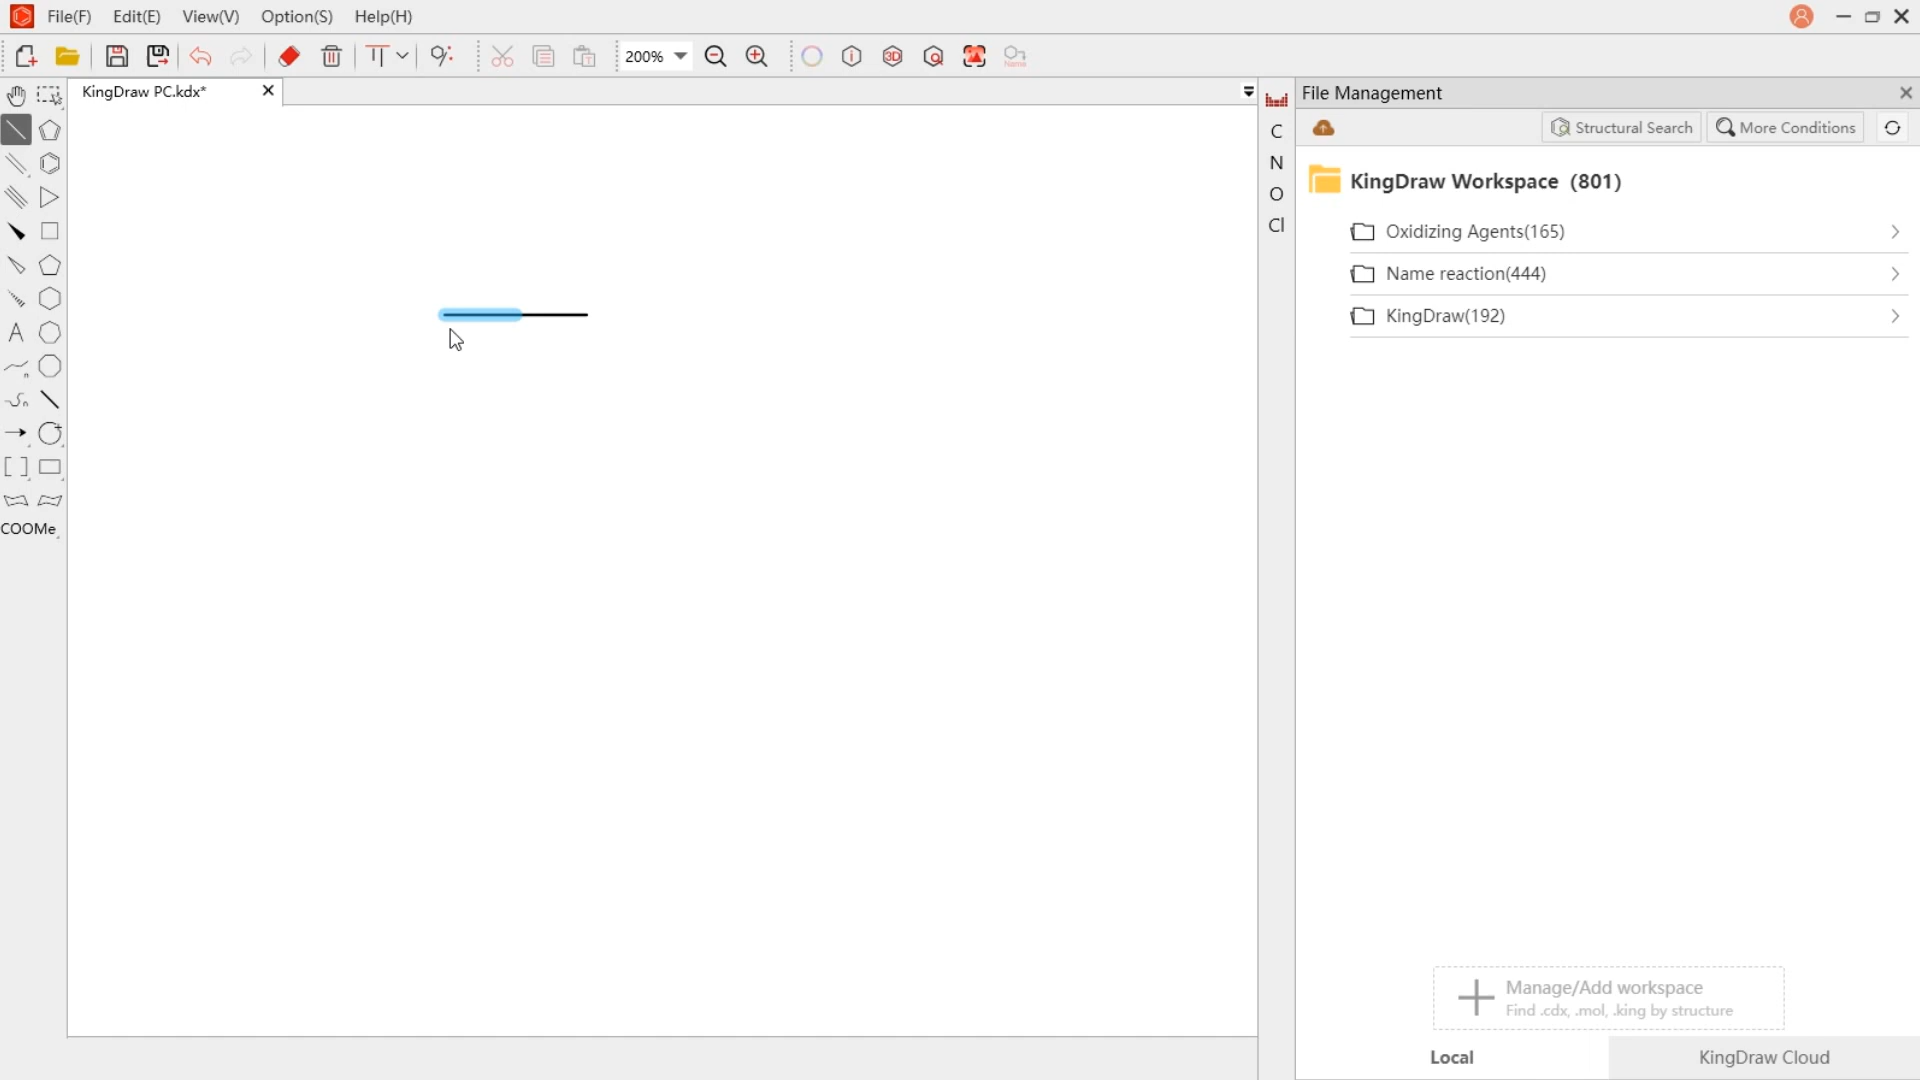 File(F) Edit(E) View(V) Option(S) Help(H)
200% 3D Name
KingDraw PC.kdx*
File Management
Structural Search More Conditions
KingDraw Workspace (801)
Oxidizing Agents(165)
Name reaction(444)
KingDraw(192)
C
N
O
Cl
A
COOMe
Manage/Add workspace
Find .cdx, .mol, .king by structure
Local KingDraw Cloud